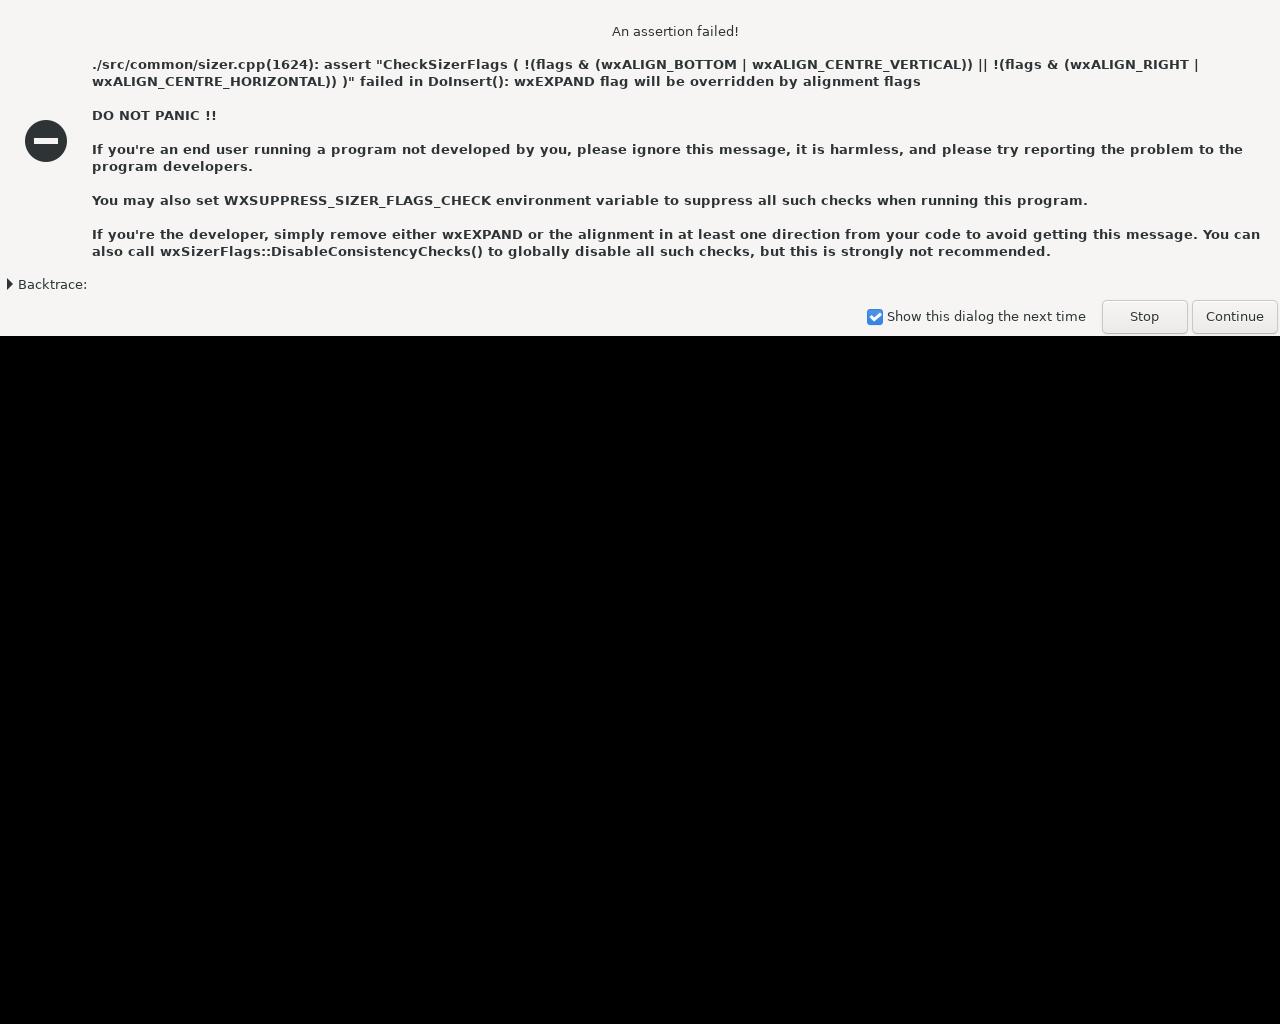 An assertion failed!
./src/common/sizer.cpp(1624): assert "CheckSizerFlags ( !(flags & (wxALIGN_BOTTOM | wxALIGN_CENTRE_VERTICAL)) || !(flags & (wxALIGN_RIGHT |
wxALIGN_CENTRE_HORIZONTAL)) )" failed in DoInsert(): wxEXPAND flag will be overridden by alignment flags
DO NOT PANIC !!
If you're an end user running a program not developed by you, please ignore this message, it is harmless, and please try reporting the problem to the
program developers.
You may also set WXSUPPRESS_SIZER_FLAGS_CHECK environment variable to suppress all such checks when running this program.
If you're the developer, simply remove either wxEXPAND or the alignment in at least one direction from your code to avoid getting this message. You can
also call wxSizerFlags::DisableConsistencyChecks() to globally disable all such checks, but this is strongly not recommended.
Backtrace:
Show this dialog the next time Stop Continue